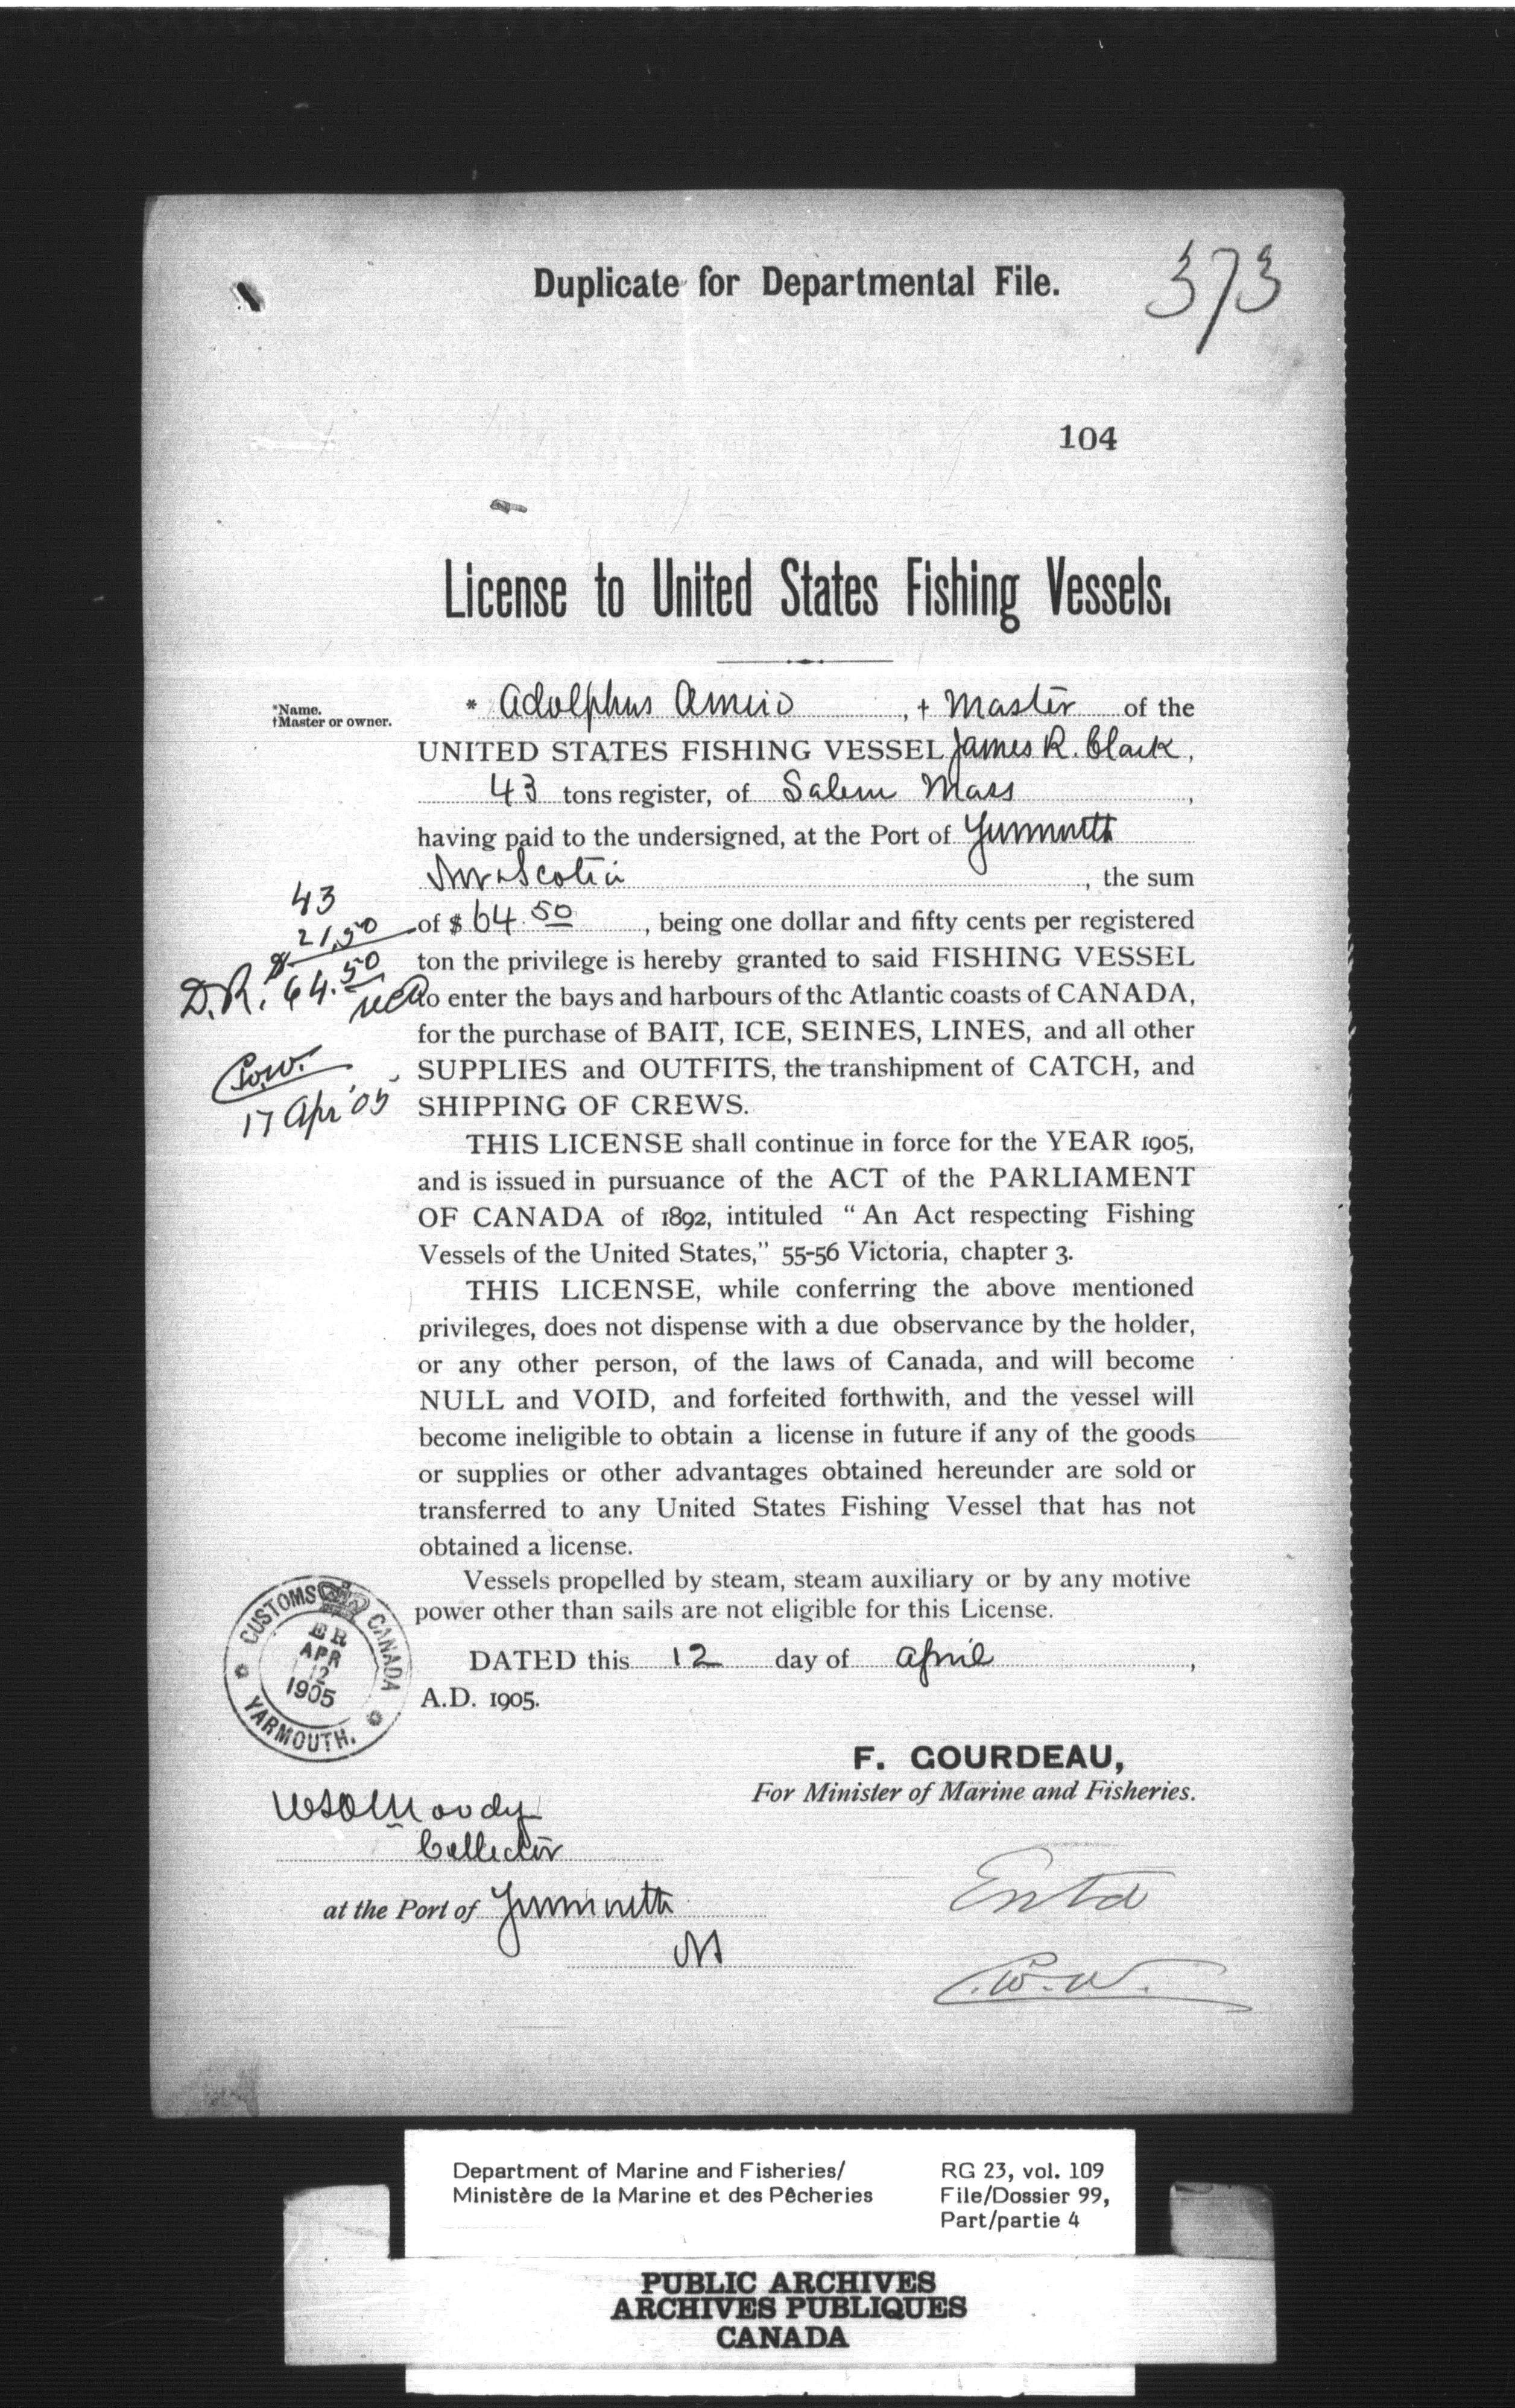 Duplicate for Departmental File.
373
104
License to United States Fishing Vessels.
*Name.
†Master or owner.
* Adolphus Amiro, † Master of the
UNITED STATES FISHING VESSEL James R. Clark,
43 tons register, of Salem Mass,
having paid to the undersigned, at the Port of Yarmouth
Nova Scotia, the sum
of $ 64.50, being one dollar and fifty cents per registered
ton the privilege is hereby granted to said FISHING VESSEL
to enter the bays and harbours of the Atlantic coasts of CANADA,
for the purchase of BAIT, ICE, SEINES, LINES, and all other
SUPPLIES and OUTFITS, the transhipment of CATCH, and
SHIPPING OF CREWS.
43
21,50
D.R. $64.50
rec'd
C.W.
17 Apr '05
THIS LICENSE shall continue in force for the YEAR 1905,
and is issued in pursuance of the ACT of the PARLIAMENT
OF CANADA of 1892, intituled "An Act respecting Fishing
Vessels of the United States," 55-56 Victoria, chapter 3.
THIS LICENSE, while conferring the above mentioned
privileges, does not dispense with a due observance by the holder,
or any other person, of the laws of Canada, and will become
NULL and VOID, and forfeited forthwith, and the vessel will
become ineligible to obtain a license in future if any of the goods
or supplies or other advantages obtained hereunder are sold or
transferred to any United States Fishing Vessel that has not
obtained a license.
Vessels propelled by steam, steam auxiliary or by any motive
power other than sails are not eligible for this License.
DATED this 12 day of April,
A.D. 1905.
CUSTOMS CANADA
ER
APR
12
1905
YARMOUTH.
F. GOURDEAU,
For Minister of Marine and Fisheries.
Moody
Collector
at the Port of Yarmouth
NS
Entd
C.W.
Department of Marine and Fisheries/
Ministère de la Marine et des Pêcheries
RG 23, vol. 109
File/Dossier 99,
Part/partie 4
PUBLIC ARCHIVES
ARCHIVES PUBLIQUES
CANADA